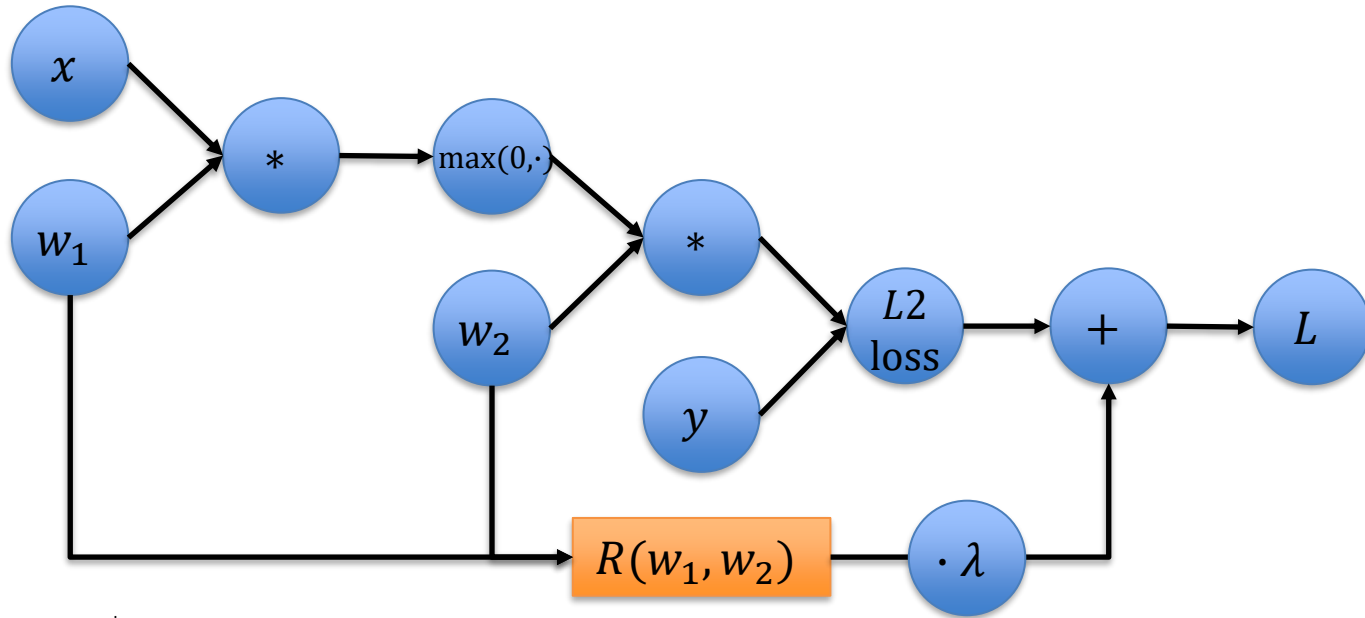 x
*
max(0,·)
w₁
*
w₂
L2
loss
+
L
y
R(w₁, w₂)
· λ